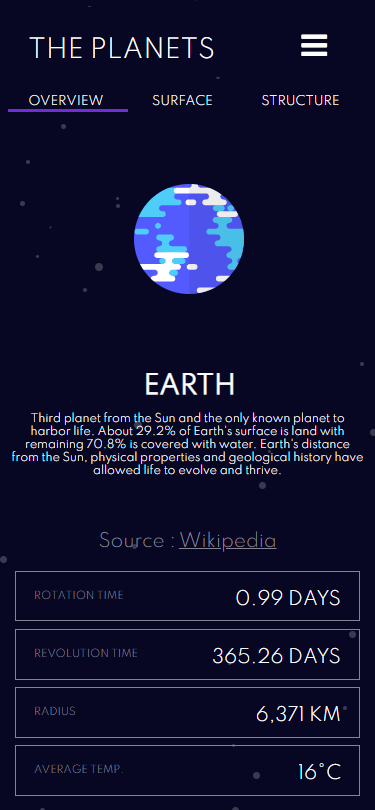 THE PLANETS
OVERVIEW SURFACE STRUCTURE
EARTH
Third planet from the Sun and the only known planet to
harbor life. About 29.2% of Earth's surface is land with
remaining 70.8% is covered with water. Earth's distance
from the Sun, physical properties and geological history have
allowed life to evolve and thrive.
Source : Wikipedia
ROTATION TIME 0.99 DAYS
REVOLUTION TIME 365.26 DAYS
RADIUS 6,371 KM
AVERAGE TEMP. 16°C